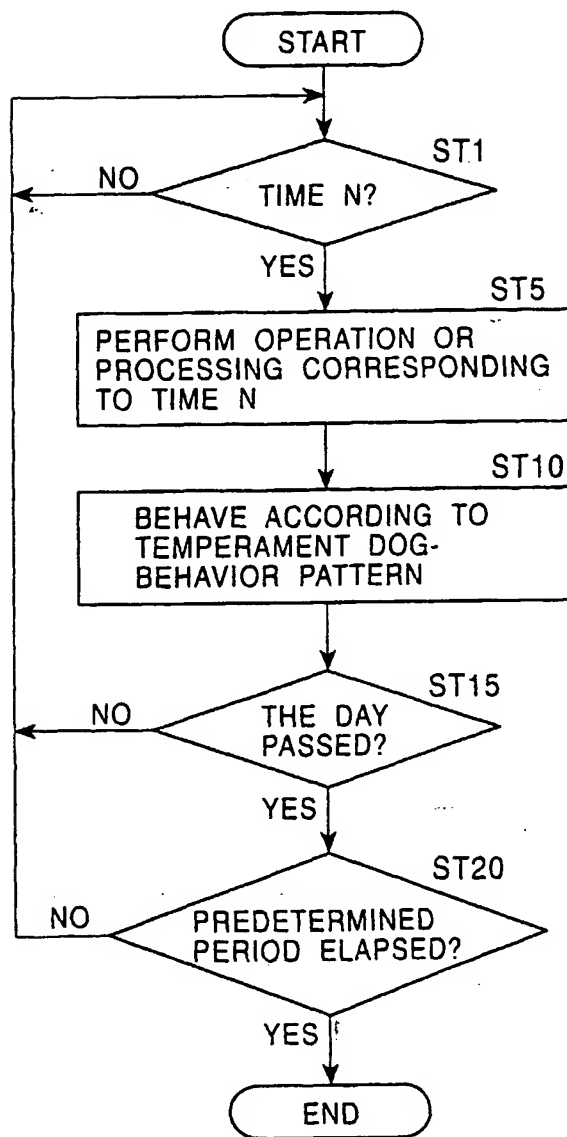 START
ST1
NO
TIME N?
YES
ST5
PERFORM OPERATION OR
PROCESSING CORRESPONDING
TO TIME N
ST10
BEHAVE ACCORDING TO
TEMPERAMENT DOG-
BEHAVIOR PATTERN
ST15
NO
THE DAY
PASSED?
YES
ST20
NO
PREDETERMINED
PERIOD ELAPSED?
YES
END